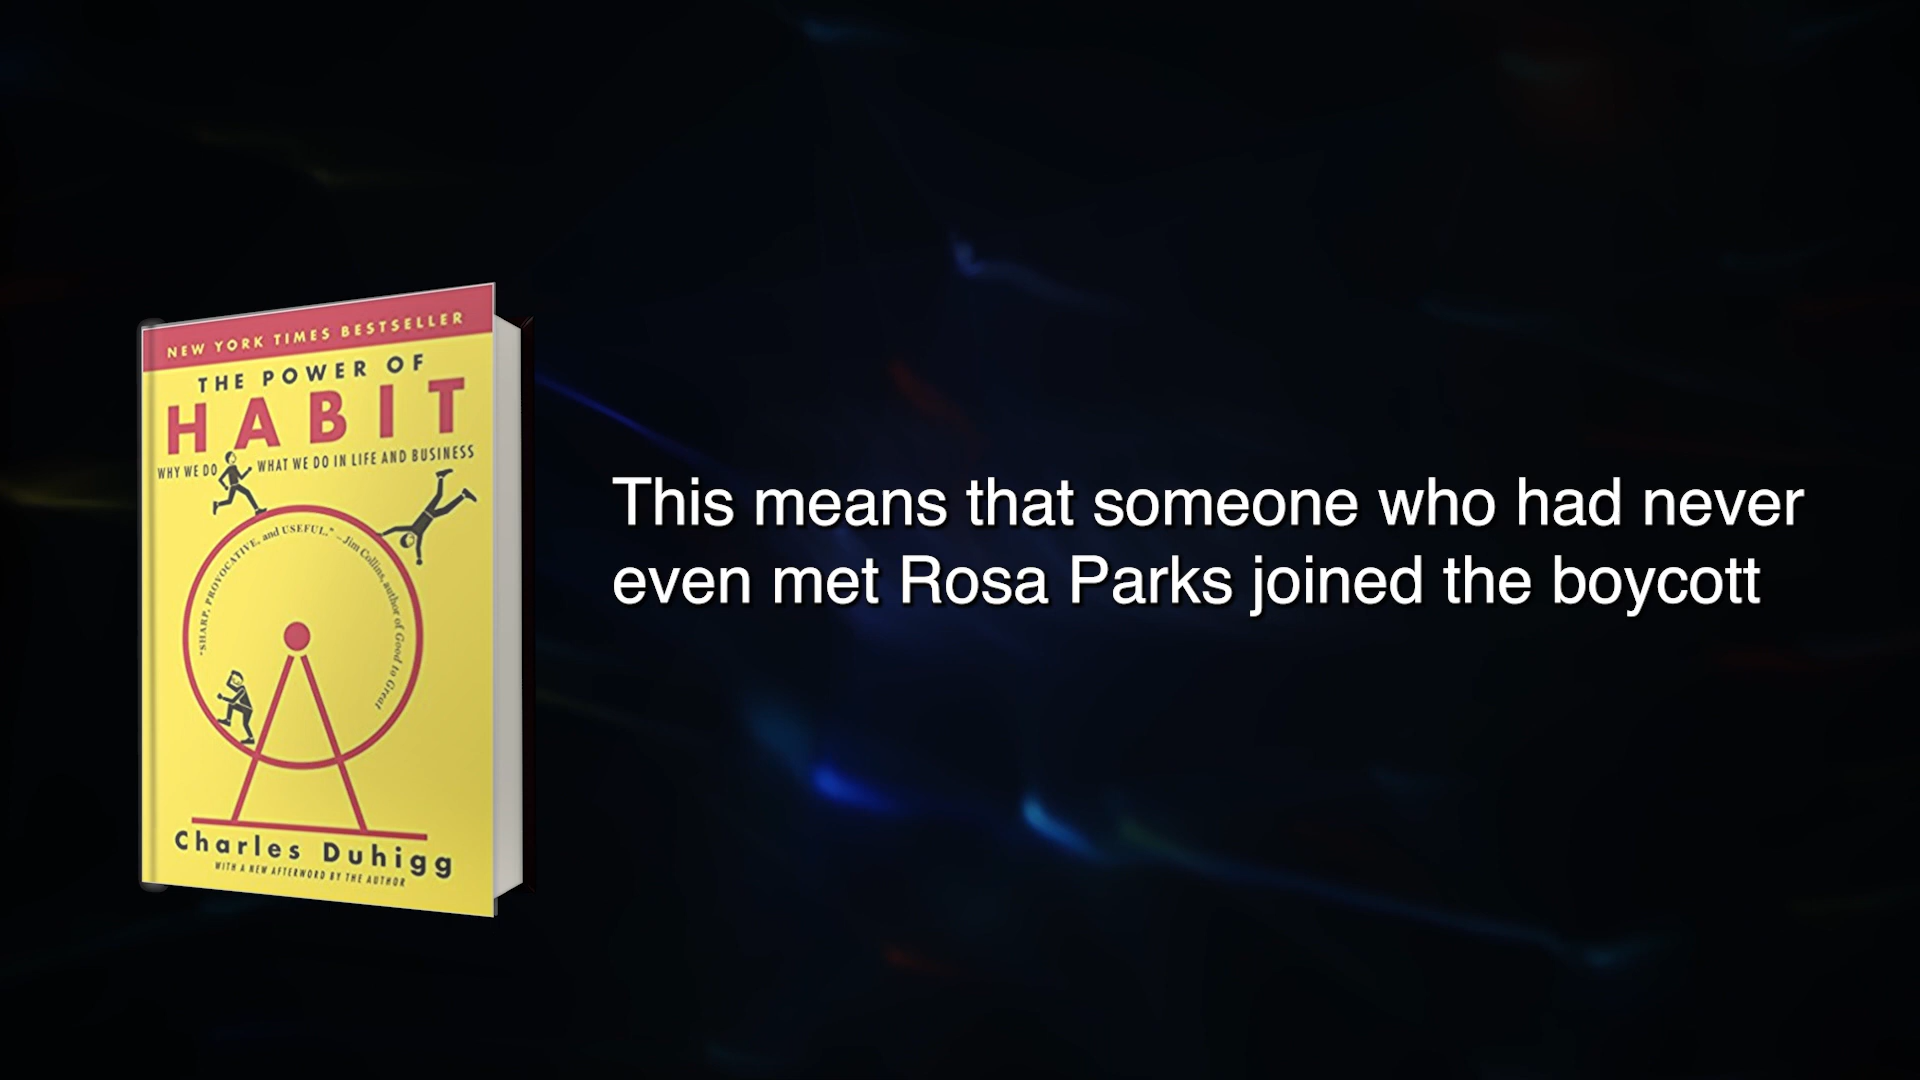 NEW YORK TIMES BESTSELLER
THE POWER OF
HABIT
WHY WE DO WHAT WE DO IN LIFE AND BUSINESS
"SHARP, PROVOCATIVE, and USEFUL." – Jim Collins, author of Good to Great
Charles Duhigg
WITH A NEW AFTERWORD BY THE AUTHOR
This means that someone who had never
even met Rosa Parks joined the boycott